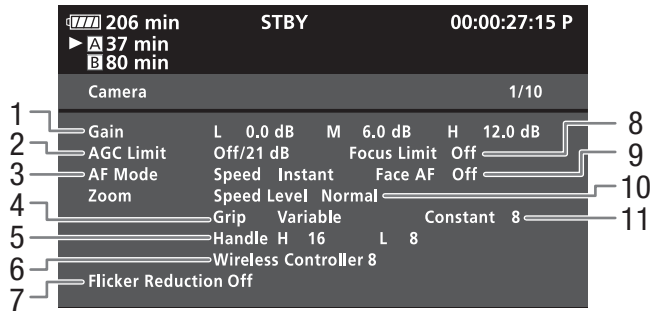 206 min STBY 00:00:27:15 P
A 37 min
B 80 min
Camera 1/10
1 Gain L 0.0 dB M 6.0 dB H 12.0 dB 8
2 AGC Limit Off/21 dB Focus Limit Off 9
3 AF Mode Speed Instant Face AF Off 10
Zoom Speed Level Normal
4 Grip Variable Constant 8 11
5 Handle H 16 L 8
6 Wireless Controller 8
7 Flicker Reduction Off